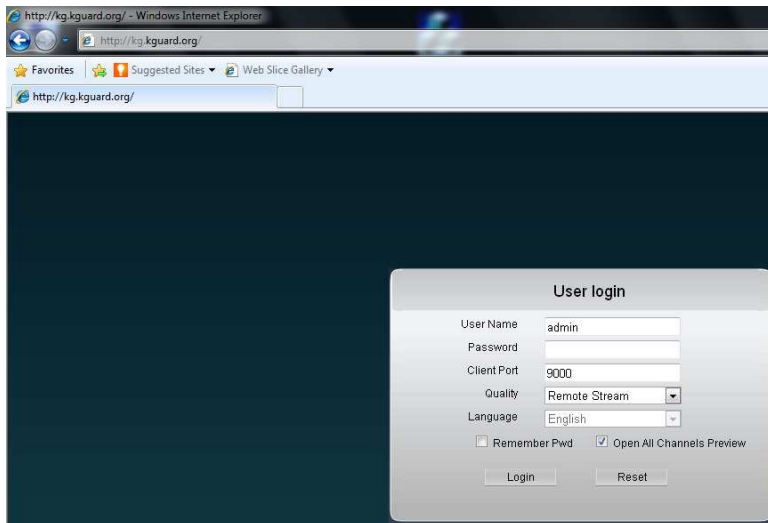 http://kg.kguard.org/ - Windows Internet Explorer
http://kg.kguard.org/
Favorites Suggested Sites Web Slice Gallery
http://kg.kguard.org/
User login
User Name admin
Password
Client Port 9000
Quality Remote Stream
Language English
Remember Pwd Open All Channels Preview
Login Reset